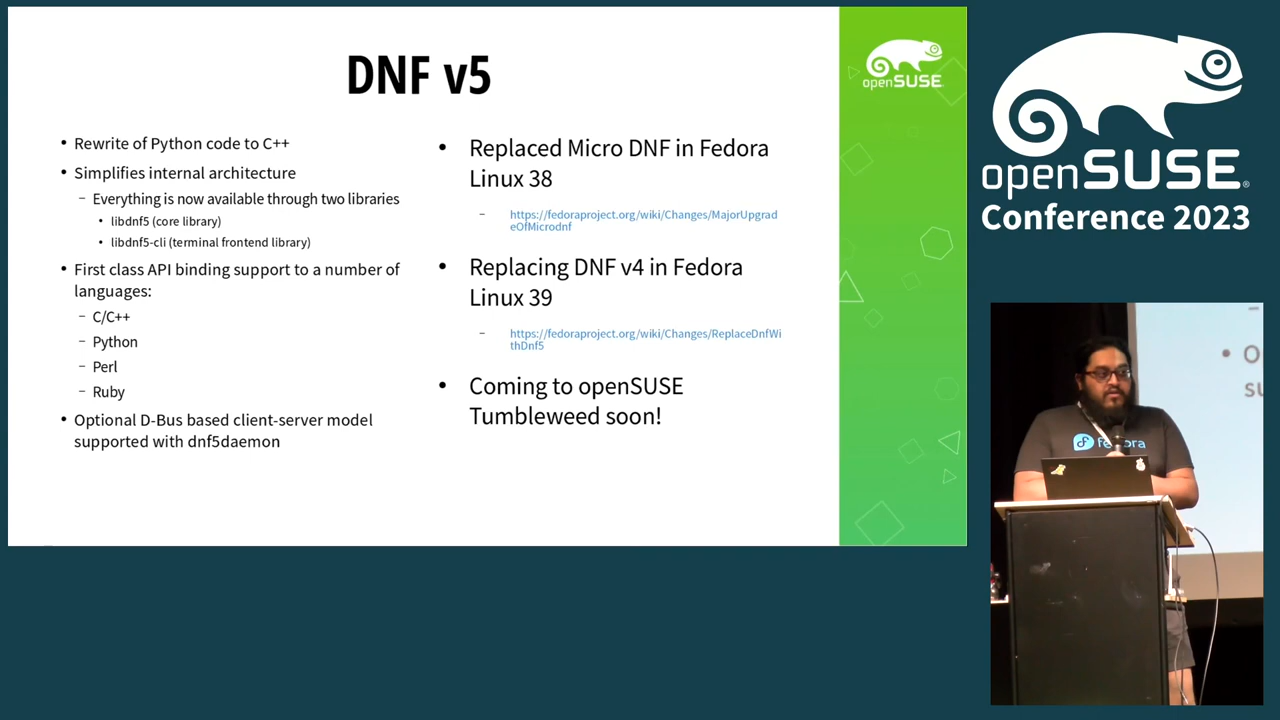 DNF v5
Rewrite of Python code to C++
Simplifies internal architecture
Everything is now available through two libraries
libdnf5 (core library)
libdnf5-cli (terminal frontend library)
First class API binding support to a number of
languages:
C/C++
Python
Perl
Ruby
Optional D-Bus based client-server model
supported with dnf5daemon
Replaced Micro DNF in Fedora
Linux 38
https://fedoraproject.org/wiki/Changes/MajorUpgrad
eOfMicrodnf
Replacing DNF v4 in Fedora
Linux 39
https://fedoraproject.org/wiki/Changes/ReplaceDnfWi
thDnf5
Coming to openSUSE
Tumbleweed soon!
openSUSE
openSUSE
Conference 2023